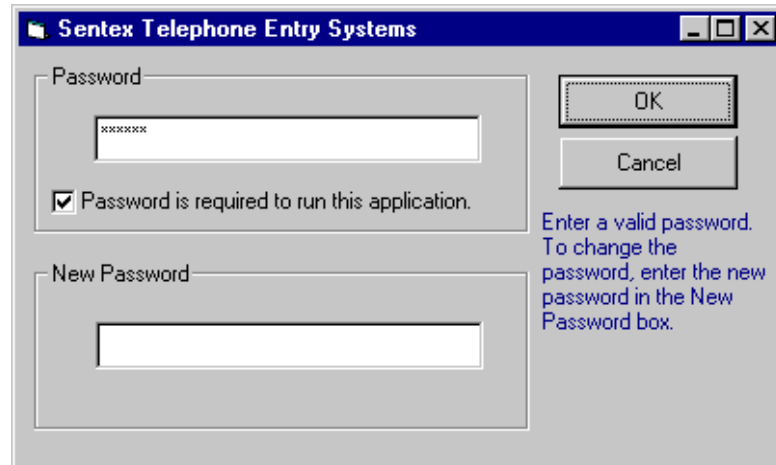 Sentex Telephone Entry Systems
Password
××××××
Password is required to run this application.
New Password
OK
Cancel
Enter a valid password.
To change the
password, enter the new
password in the New
Password box.